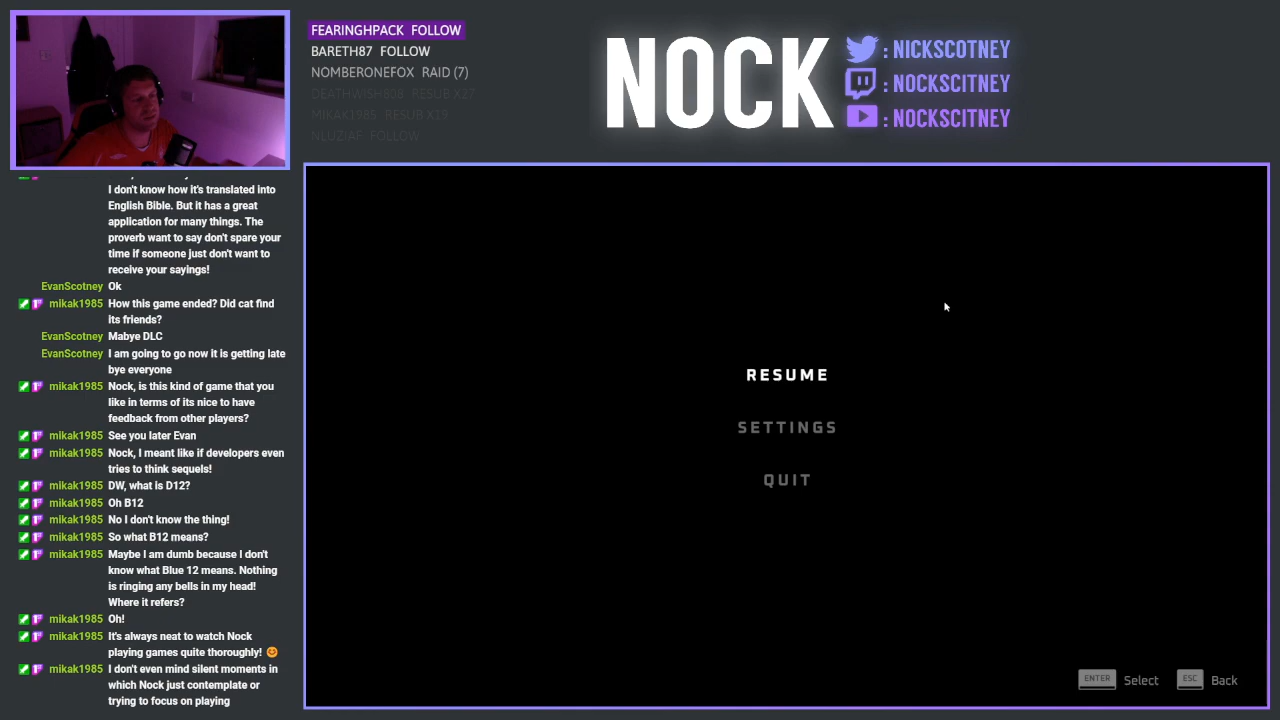 FEARINGHPACK FOLLOW
BARETH87 FOLLOW
NOMBERONEFOX RAID (7)
DEATHWISH808 RESUB X27
MIKAK1985 RESUB X19
NLUZIAF FOLLOW
NOCK
: NICKSCOTNEY
: NOCKSCITNEY
: NOCKSCITNEY
I don't know how it's translated into
English Bible. But it has a great
application for many things. The
proverb want to say don't spare your
time if someone just don't want to
receive your sayings!
EvanScotney Ok
mikak1985 How this game ended? Did cat find
its friends?
EvanScotney Mabye DLC
EvanScotney I am going to go now it is getting late
bye everyone
mikak1985 Nock, is this kind of game that you
like in terms of its nice to have
feedback from other players?
mikak1985 See you later Evan
mikak1985 Nock, I meant like if developers even
tries to think sequels!
mikak1985 DW, what is D12?
mikak1985 Oh B12
mikak1985 No I don't know the thing!
mikak1985 So what B12 means?
mikak1985 Maybe I am dumb because I don't
know what Blue 12 means. Nothing
is ringing any bells in my head!
Where it refers?
mikak1985 Oh!
mikak1985 It's always neat to watch Nock
playing games quite thoroughly! 😊
mikak1985 I don't even mind silent moments in
which Nock just contemplate or
trying to focus on playing
RESUME
SETTINGS
QUIT
ENTER Select ESC Back